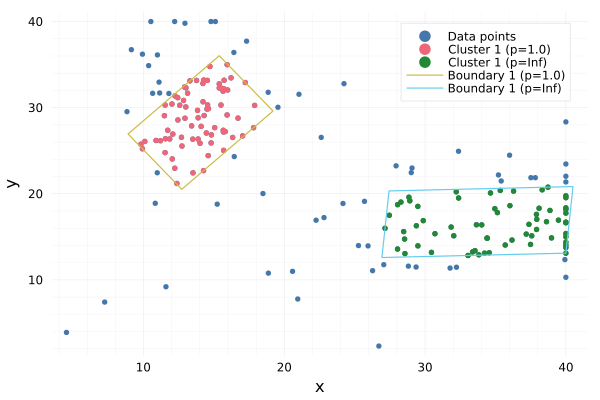 40
30
20
10
y
10
20
30
40
x
Data points
Cluster 1 (p=1.0)
Cluster 1 (p=Inf)
Boundary 1 (p=1.0)
Boundary 1 (p=Inf)